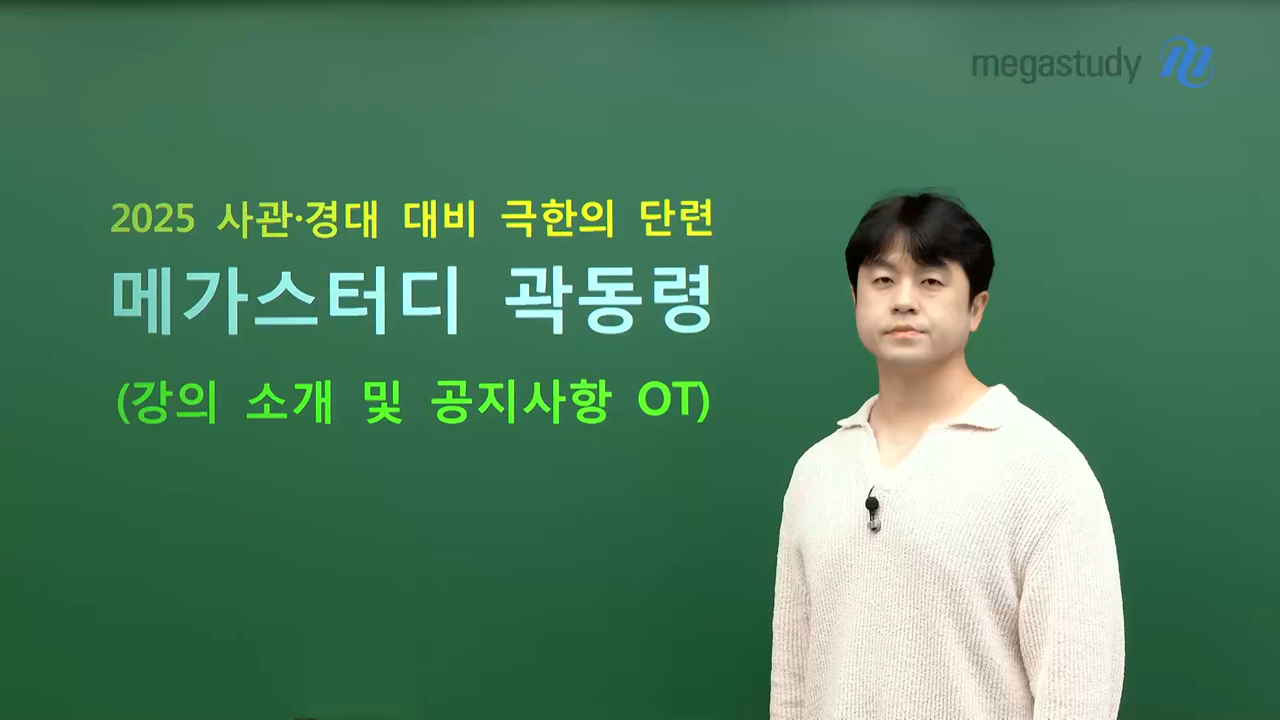 megastudy
2025 사관·경대 대비 극한의 단련
메가스터디 곽동령
(강의 소개 및 공지사항 OT)